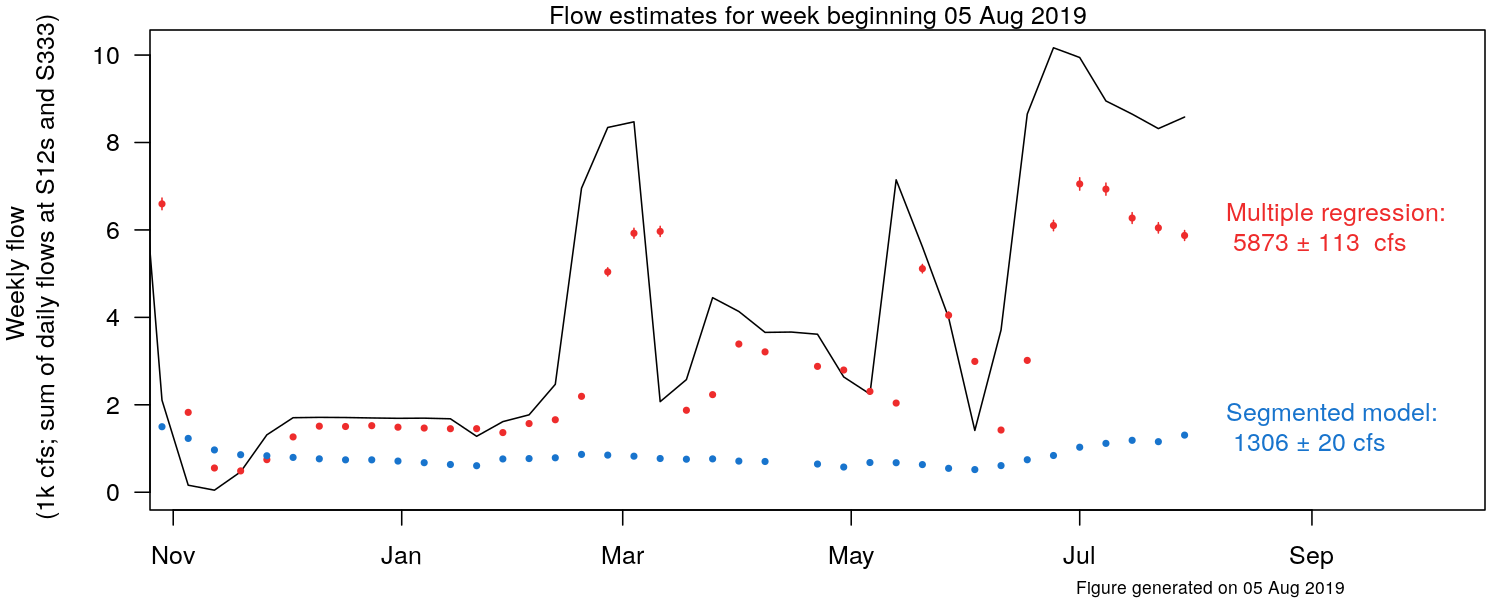 Flow estimates for week beginning 05 Aug 2019
Weekly flow
(1k cfs; sum of daily flows at S12s and S333)
10
8
6
4
2
0
Multiple regression:
5873 ± 113 cfs
Segmented model:
1306 ± 20 cfs
Nov Jan Mar May Jul Sep
Figure generated on 05 Aug 2019